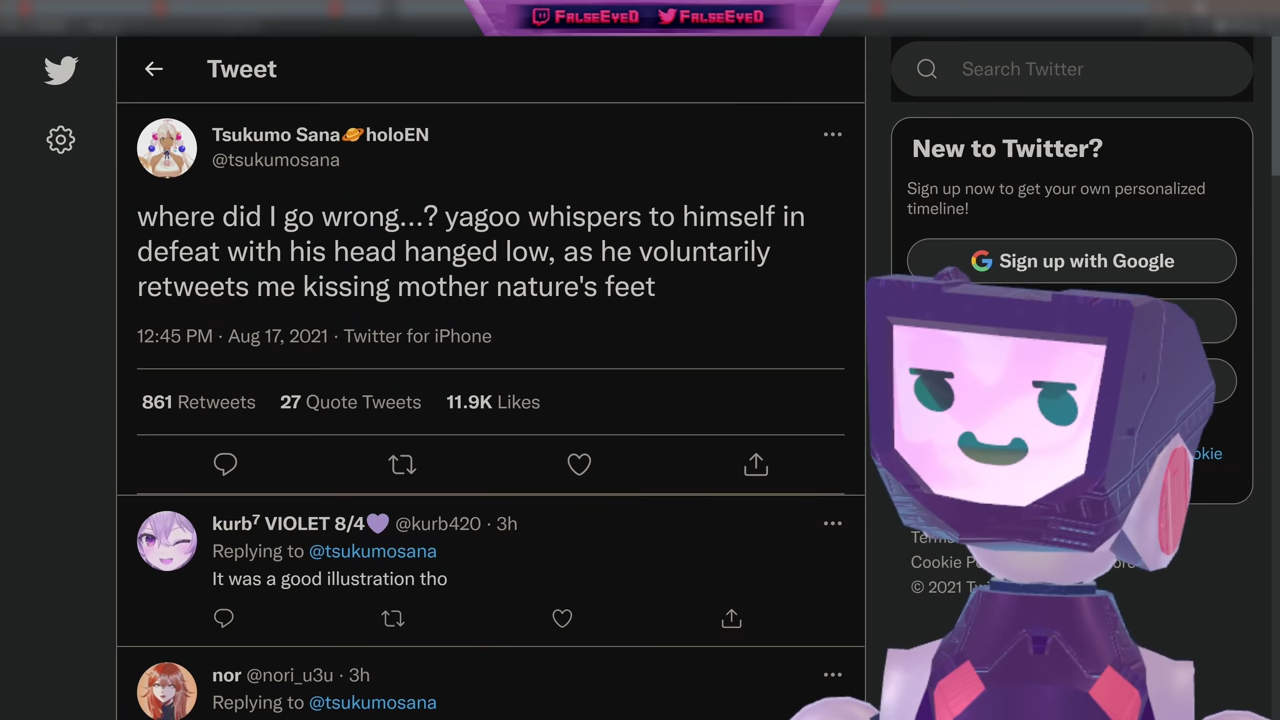 FalseEyeD FalseEyeD
Tweet
Search Twitter
Tsukumo Sana🪐holoEN
@tsukumosana
where did I go wrong...? yagoo whispers to himself in
defeat with his head hanged low, as he voluntarily
retweets me kissing mother nature's feet
12:45 PM · Aug 17, 2021 · Twitter for iPhone
861 Retweets 27 Quote Tweets 11.9K Likes
kurb⁷ VIOLET 8/4💜 @kurb420 · 3h
Replying to @tsukumosana
It was a good illustration tho
nor @nori_u3u · 3h
Replying to @tsukumosana
New to Twitter?
Sign up now to get your own personalized
timeline!
Sign up with Google
Cookie
© 2021